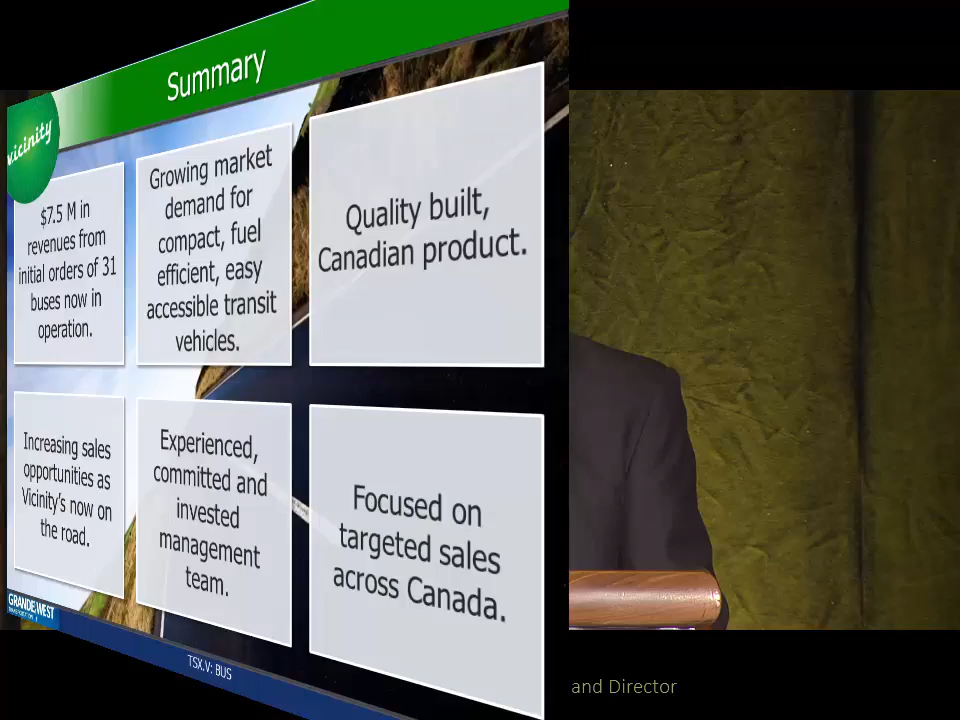 Summary
vicinity
$7.5 M in
revenues from
initial orders of 31
buses now in
operation.
Growing market
demand for
compact, fuel
efficient, easy
accessible transit
vehicles.
Quality built,
Canadian product.
Increasing sales
opportunities as
Vicinity's now on
the road.
Experienced,
committed and
invested
management
team.
Focused on
targeted sales
across Canada.
GRANDE WEST
TSX.V: BUS
and Director